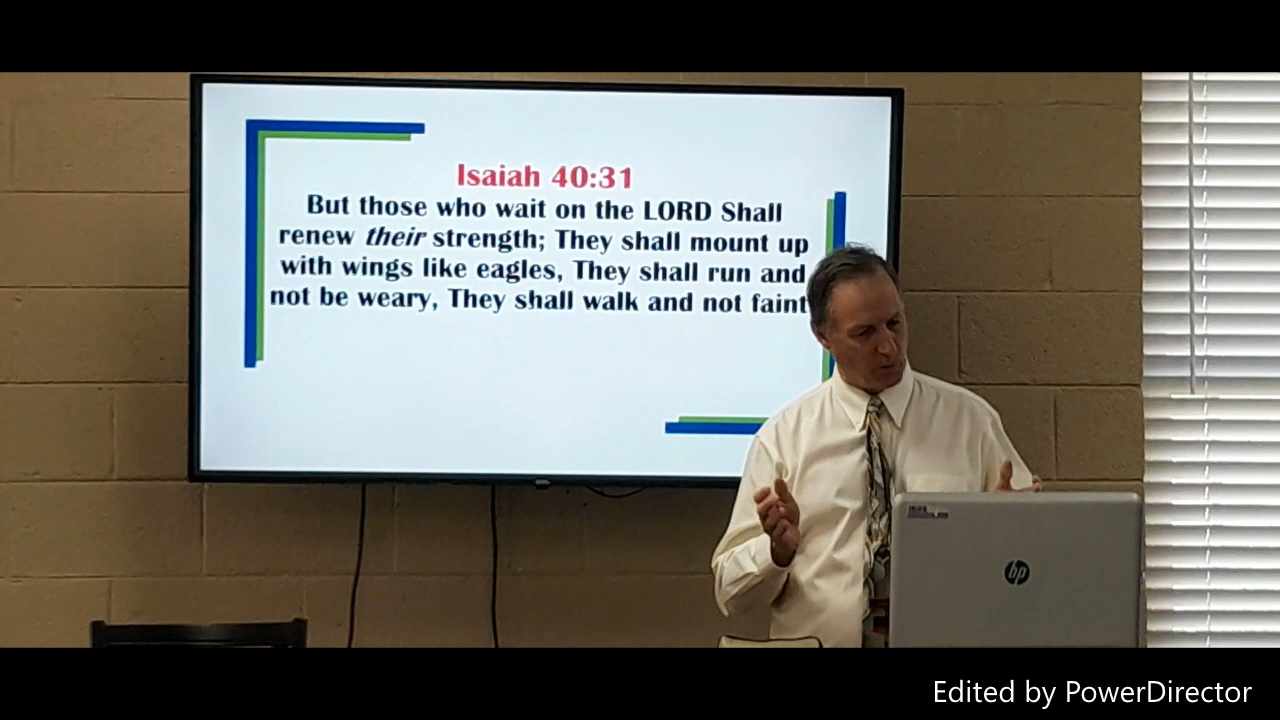 Isaiah 40:31
But those who wait on the LORD Shall
renew their strength; They shall mount up
with wings like eagles, They shall run and
not be weary, They shall walk and not faint
hp
Edited by PowerDirector